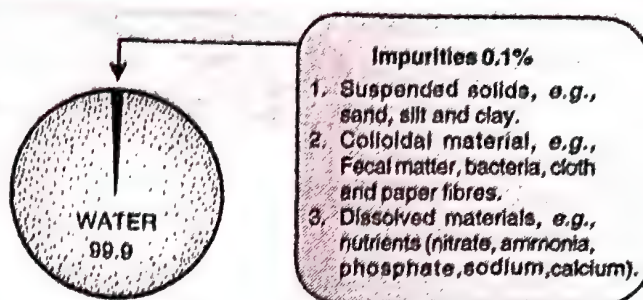 Impurities 0.1%
1. Suspended solids, e.g.,
sand, silt and clay.
2. Colloidal material, e.g.,
Fecal matter, bacteria, cloth
and paper fibres.
3. Dissolved materials, e.g.,
nutrients (nitrate, ammonia,
phosphate, sodium, calcium).
WATER
99.9